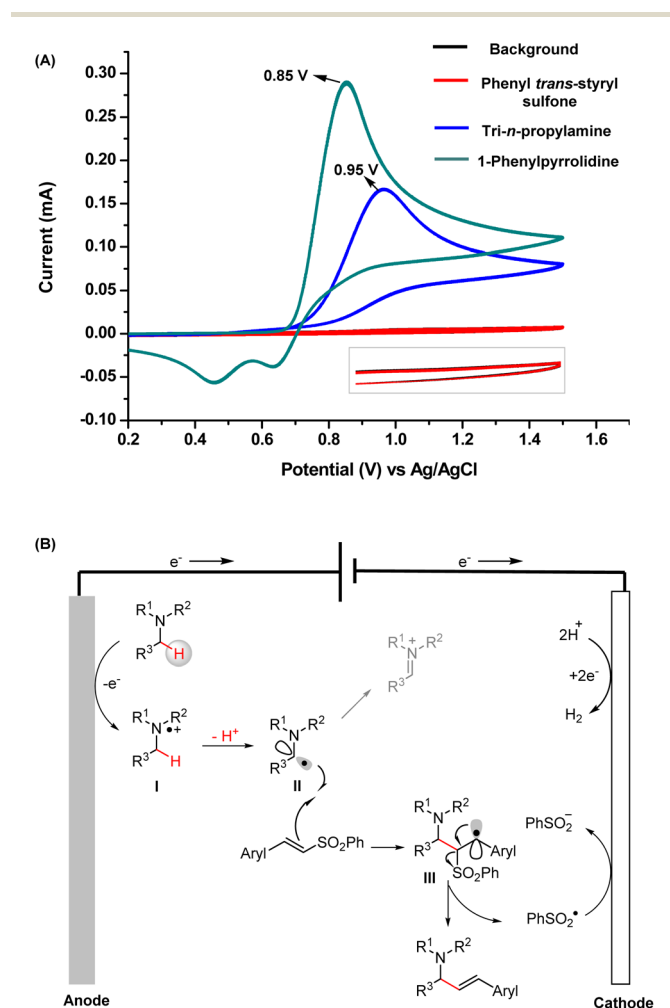 (A)
Background
Phenyl trans-styryl
sulfone
Tri-n-propylamine
1-Phenylpyrrolidine
0.85 V
0.95 V
Current (mA)
0.30
0.25
0.20
0.15
0.10
0.05
0.00
-0.05
-0.10
0.2 0.4 0.6 0.8 1.0 1.2 1.4 1.6
Potential (V) vs Ag/AgCl
(B)
e⁻
e⁻
R¹ R²
N
R³ H
-e⁻
R¹ R²
N •+
R³ H
I
- H⁺
R¹ R²
N
R³ •
II
R¹ + R²
N
R³
Aryl SO₂Ph
R¹ R²
N
R³ • Aryl
SO₂Ph
III
R¹ R²
N
R³ Aryl
PhSO₂⁻
PhSO₂•
2H⁺
+2e⁻
H₂
Anode
Cathode